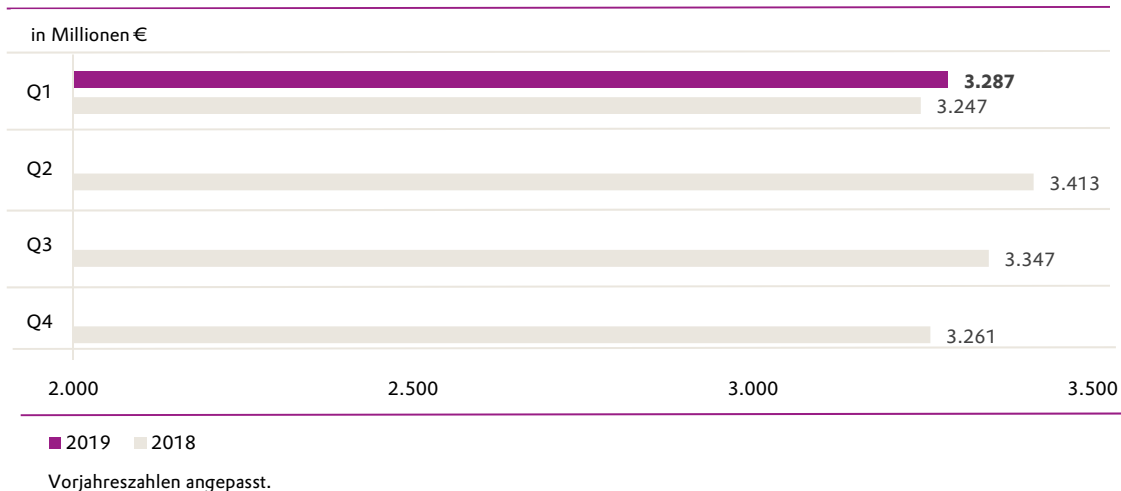 in Millionen €
Q1
3.287
3.247
Q2
3.413
Q3
3.347
Q4
3.261
2.000 2.500 3.000 3.500
2019 2018
Vorjahreszahlen angepasst.